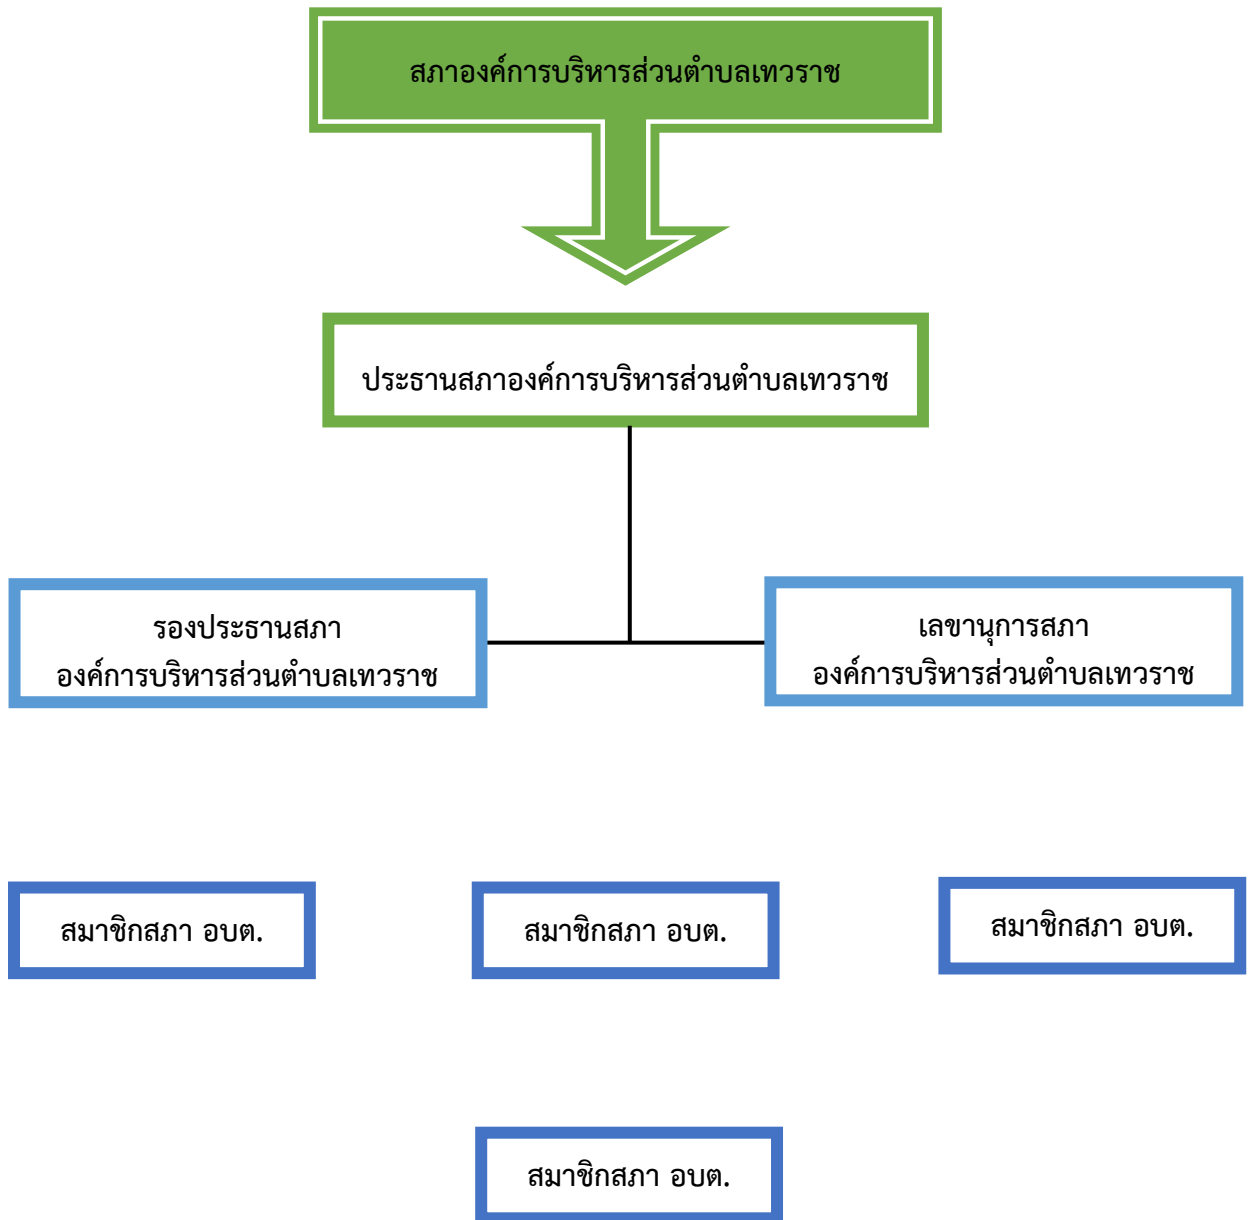 สภาองค์การบริหารส่วนตำบลเทวราช
ประธานสภาองค์การบริหารส่วนตำบลเทวราช
รองประธานสภา
องค์การบริหารส่วนตำบลเทวราช
เลขานุการสภา
องค์การบริหารส่วนตำบลเทวราช
สมาชิกสภา อบต.
สมาชิกสภา อบต.
สมาชิกสภา อบต.
สมาชิกสภา อบต.